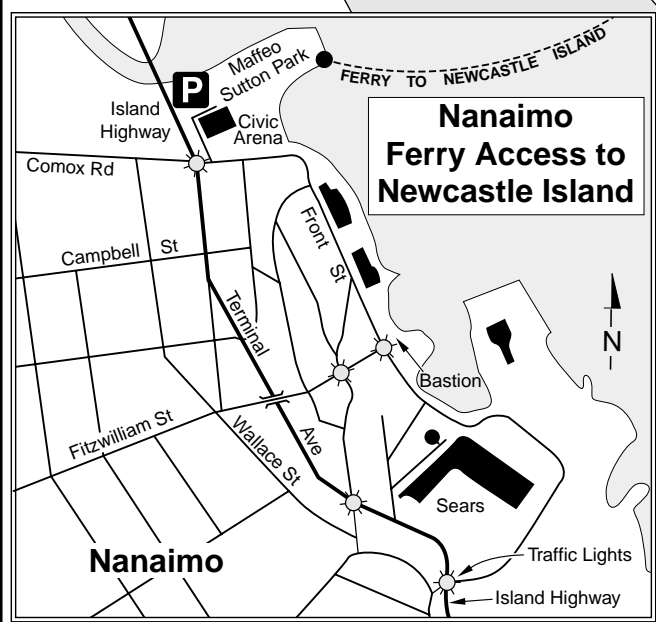 Maffeo
Sutton Park
FERRY TO NEWCASTLE ISLAND
P
Island
Highway
Civic
Arena
Nanaimo
Ferry Access to
Newcastle Island
Comox Rd
Front St
Campbell St
Terminal Ave
N
Bastion
Fitzwilliam St
Wallace St
Sears
Nanaimo
Traffic Lights
Island Highway